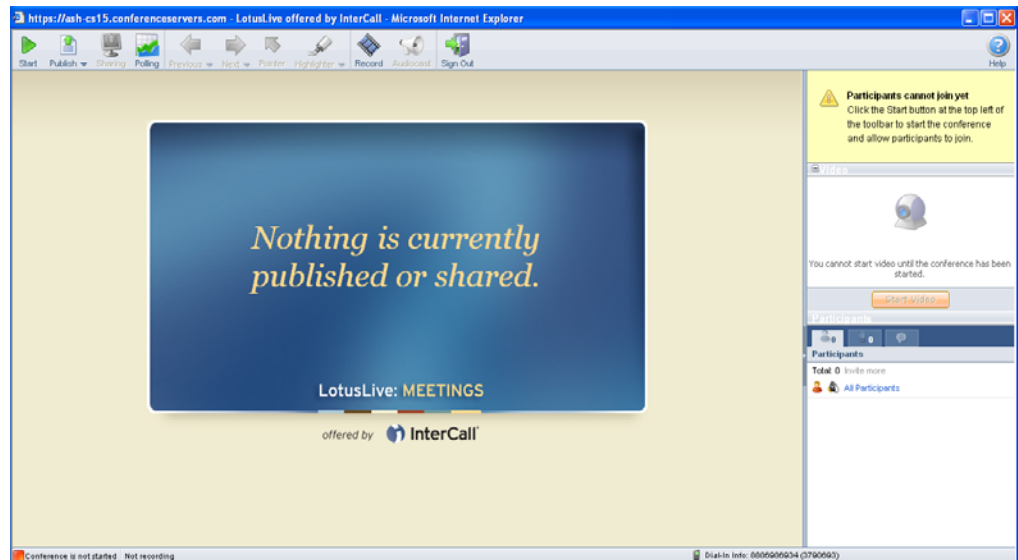 https://ash-cs15.conferenceservers.com - LotusLive offered by InterCall - Microsoft Internet Explorer
Start Publish Sharing Polling Previous Next Pointer Highlighter Record Audiocast Sign Out Help
Participants cannot join yet
Click the Start button at the top left of
the toolbar to start the conference
and allow participants to join.
Video
You cannot start video until the conference has been
started.
Start Video
Participants
0 0
Participants
Total: 0 Invite more
All Participants
Nothing is currently
published or shared.
LotusLive: MEETINGS
offered by InterCall
Conference is not started Not recording
Dial-In Info: 8886986934 (3790693)